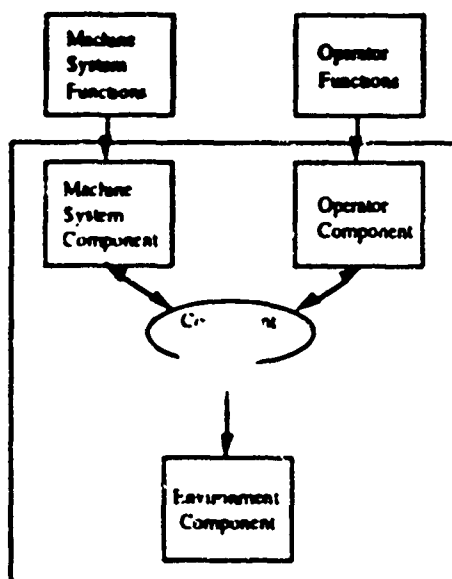 Machine
System
Functions
Operator
Functions
Machine
System
Component
Operator
Component
Environment
Component